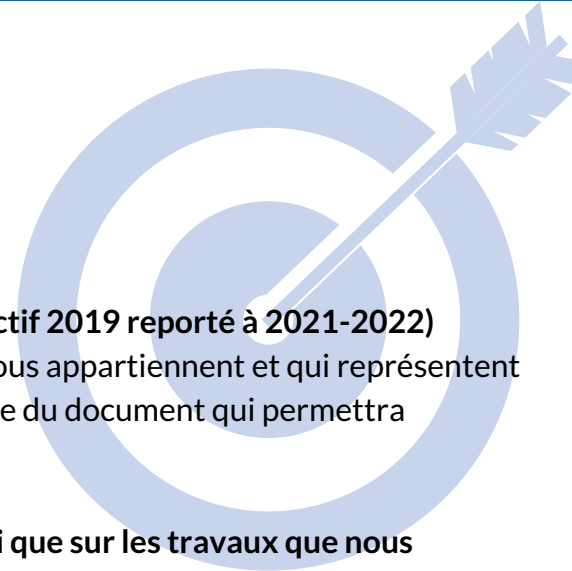 ctif 2019 reporté à 2021-2022)
ous appartiennent et qui représentent
e du document qui permettra
i que sur les travaux que nous